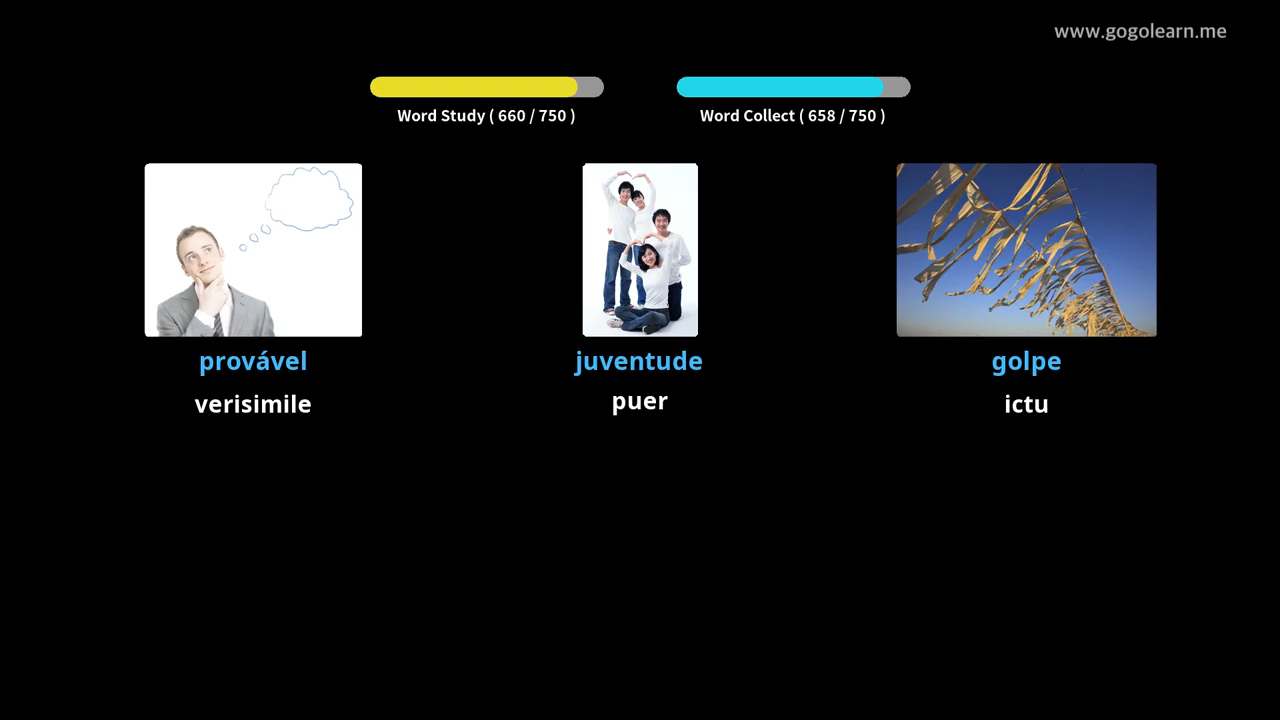 www.gogolearn.me
Word Study ( 660 / 750 )
Word Collect ( 658 / 750 )
provável
juventude
golpe
verisimile
puer
ictu